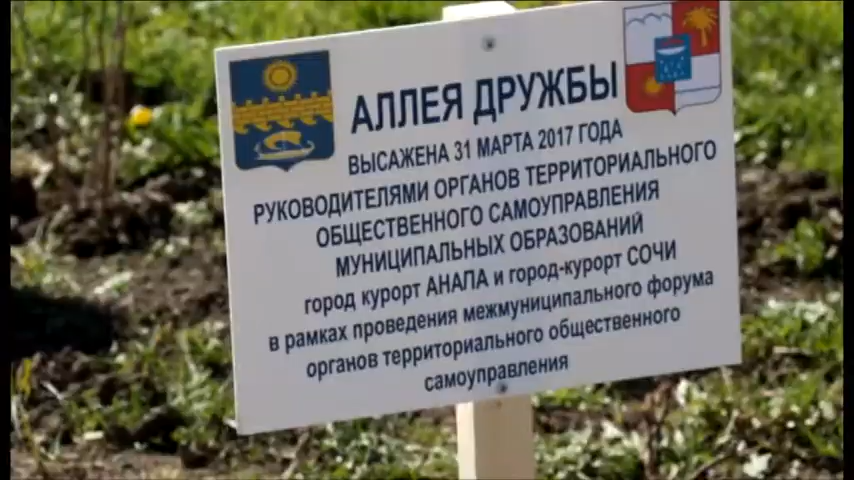 АЛЛЕЯ ДРУЖБЫ
ВЫСАЖЕНА 31 МАРТА 2017 ГОДА
РУКОВОДИТЕЛЯМИ ОРГАНОВ ТЕРРИТОРИАЛЬНОГО
ОБЩЕСТВЕННОГО САМОУПРАВЛЕНИЯ
МУНИЦИПАЛЬНЫХ ОБРАЗОВАНИЙ
город курорт АНАПА и город-курорт СОЧИ
в рамках проведения межмуниципального форума
органов территориального общественного
самоуправления